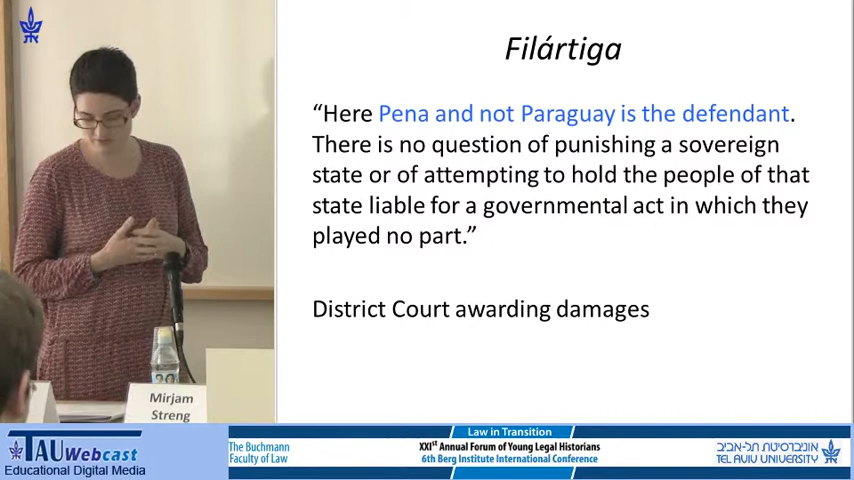 Filártiga
“Here Pena and not Paraguay is the defendant.
There is no question of punishing a sovereign
state or of attempting to hold the people of that
state liable for a governmental act in which they
played no part.”
District Court awarding damages
Mirjam
Streng
TAU Webcast
Educational Digital Media
The Buchmann
Faculty of Law
Law in Transition
XXIst Annual Forum of Young Legal Historians
6th Berg Institute International Conference
אוניברסיטת תל-אביב
TEL AVIV UNIVERSITY